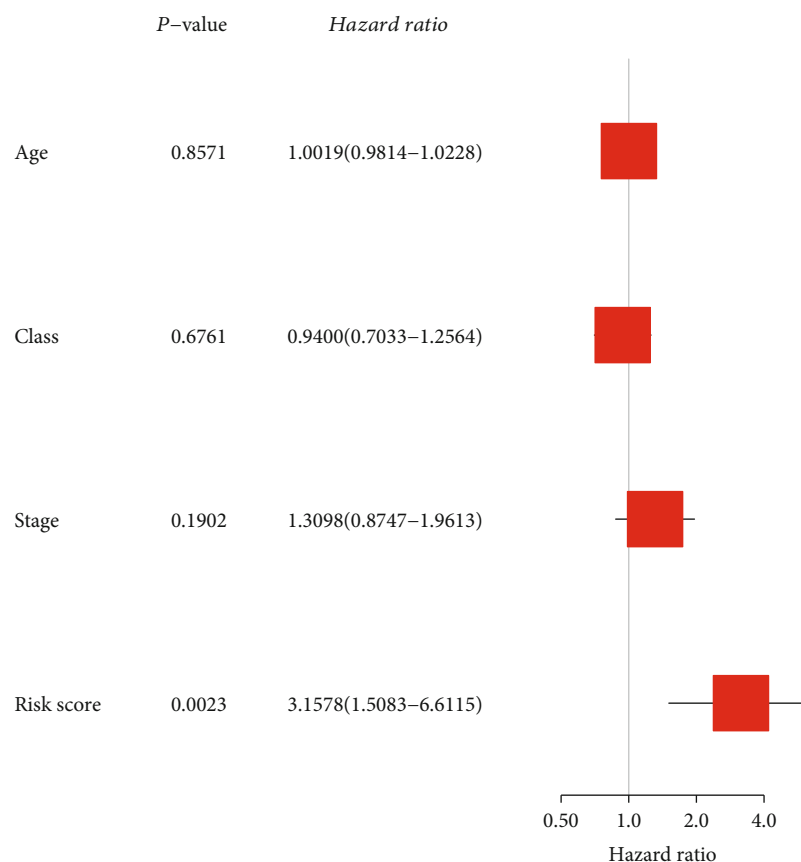 P−value Hazard ratio
Age 0.8571 1.0019(0.9814−1.0228)
Class 0.6761 0.9400(0.7033−1.2564)
Stage 0.1902 1.3098(0.8747−1.9613)
Risk score 0.0023 3.1578(1.5083−6.6115)
0.50 1.0 2.0 4.0
Hazard ratio